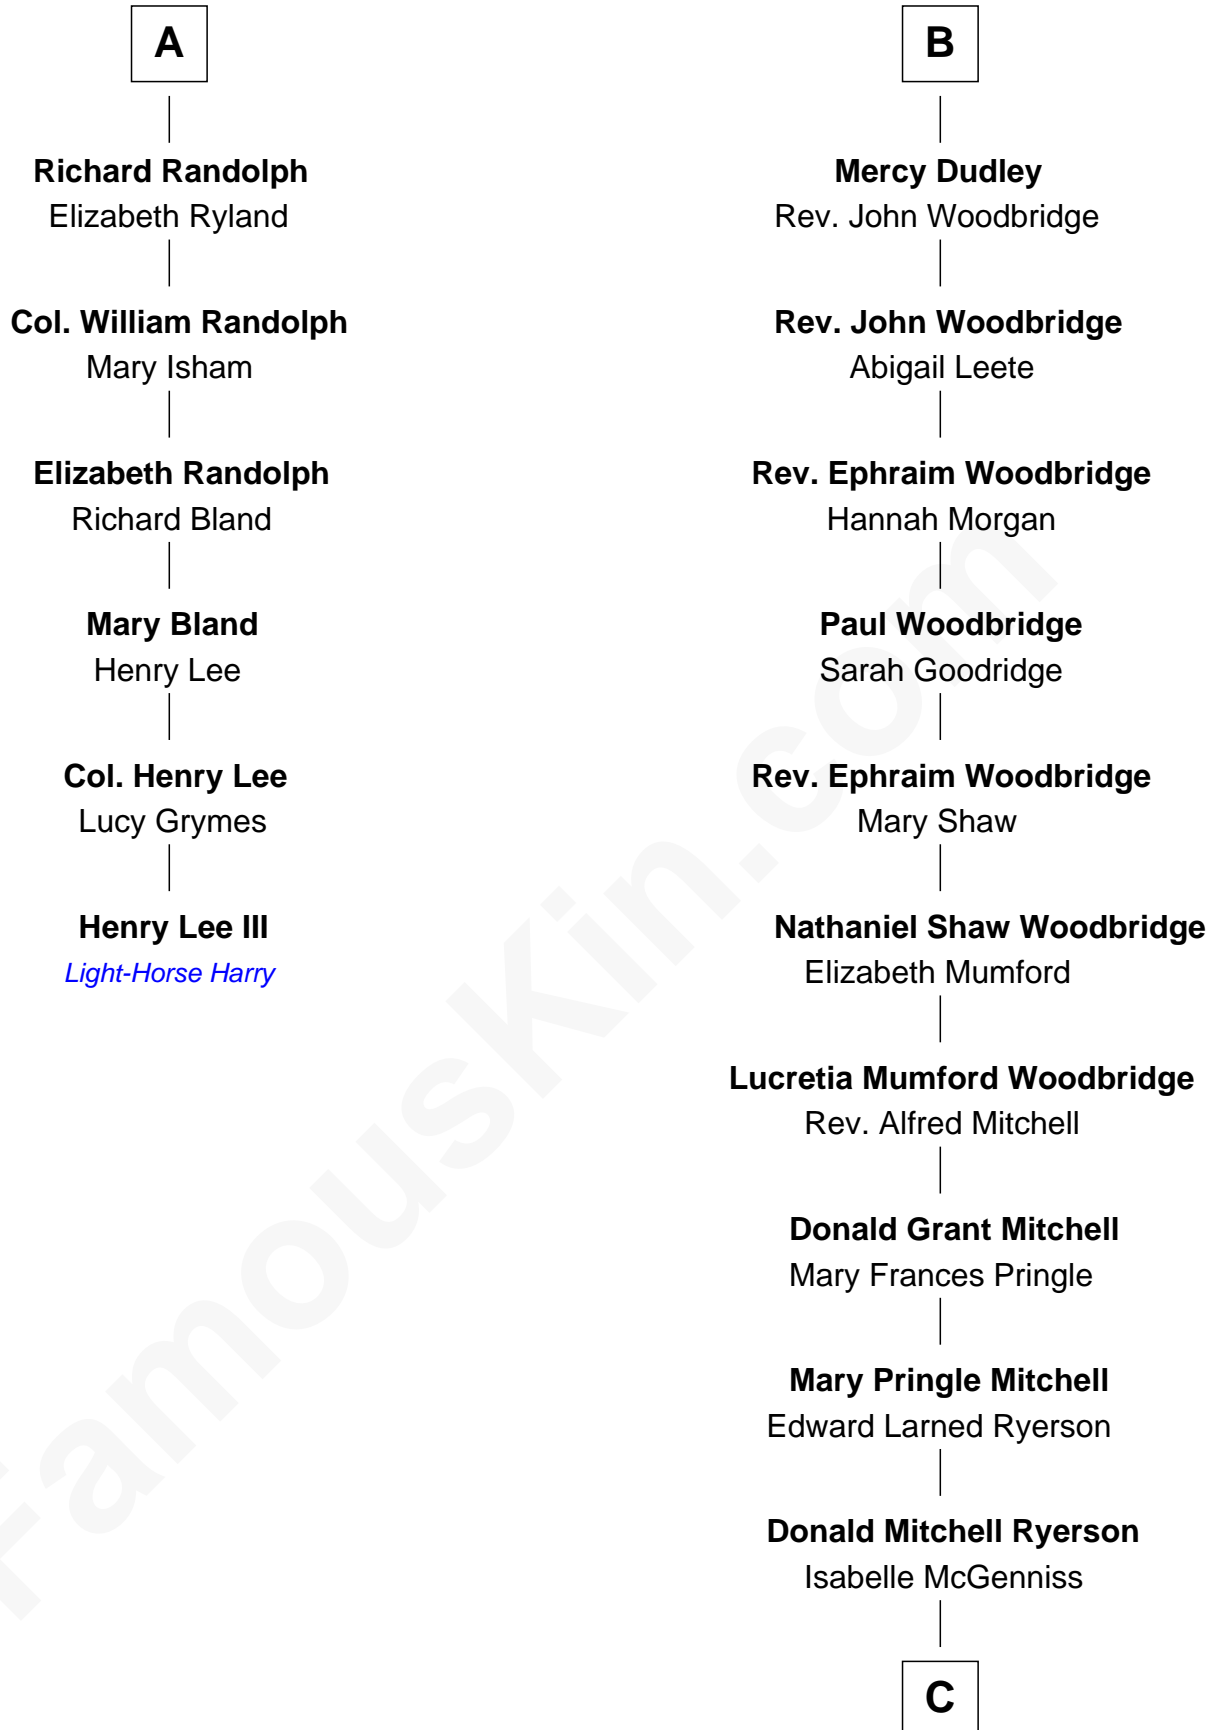 A
Richard Randolph
Elizabeth Ryland
Col. William Randolph
Mary Isham
Elizabeth Randolph
Richard Bland
Mary Bland
Henry Lee
Col. Henry Lee
Lucy Grymes
Henry Lee III
Light-Horse Harry
B
Mercy Dudley
Rev. John Woodbridge
Rev. John Woodbridge
Abigail Leete
Rev. Ephraim Woodbridge
Hannah Morgan
Paul Woodbridge
Sarah Goodridge
Rev. Ephraim Woodbridge
Mary Shaw
Nathaniel Shaw Woodbridge
Elizabeth Mumford
Lucretia Mumford Woodbridge
Rev. Alfred Mitchell
Donald Grant Mitchell
Mary Frances Pringle
Mary Pringle Mitchell
Edward Larned Ryerson
Donald Mitchell Ryerson
Isabelle McGenniss
C
FamousKin.com